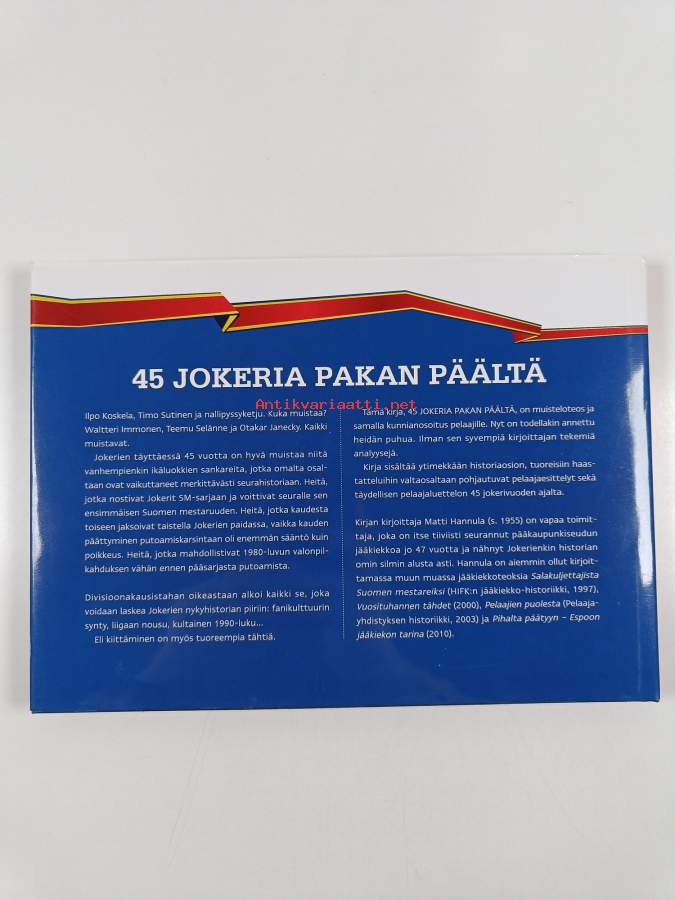 45 JOKERIA PAKAN PÄÄLTÄ
Antikvariaatti.net
Ilpo Koskela, Timo Sutinen ja nallipyssyketju. Kuka muistaa?
Waltteri Immonen, Teemu Selänne ja Otakar Janecky. Kaikki
muistavat.
Jokerien täyttäessä 45 vuotta on hyvä muistaa niitä
vanhempienkin ikäluokkien sankareita, jotka omalta osal-
taan ovat vaikuttaneet merkittävästi seurahistoriaan. Heitä,
jotka nostivat Jokerit SM-sarjaan ja voittivat seuralle sen
ensimmäisen Suomen mestaruuden. Heitä, jotka kaudesta
toiseen jaksoivat taistella Jokerien paidassa, vaikka kauden
päättyminen putoamiskarsintaan oli enemmän sääntö kuin
poikkeus. Heitä, jotka mahdollistivat 1980-luvun valonpil-
kahduksen vähän ennen pääsarjasta putoamista.
Divisioonakausistahan oikeastaan alkoi kaikki se, joka
voidaan laskea Jokerien nykyhistorian piiriin: fanikulttuurin
synty, liigaan nousu, kultainen 1990-luku...
Eli kiittäminen on myös tuoreempia tähtiä.
Tämä kirja, 45 JOKERIA PAKAN PÄÄLTÄ, on muisteloteos ja
samalla kunnianosoitus pelaajille. Nyt on todellakin annettu
heidän puhua. Ilman sen syvempiä kirjoittajan tekemiä
analyysejä.
Kirja sisältää ytimekkään historiaosion, tuoreisiin haas-
tatteluihin valtaosaltaan pohjautuvat pelaajaesittelyt sekä
täydellisen pelaajaluettelon 45 jokerivuoden ajalta.
Kirjan kirjoittaja Matti Hannula (s. 1955) on vapaa toimit-
taja, joka on itse tiiviisti seurannut pääkaupunkiseudun
jääkiekkoa jo 47 vuotta ja nähnyt Jokerienkin historian
omin silmin alusta asti. Hannula on aiemmin ollut kirjoit-
tamassa muun muassa jääkiekkoteoksia Salakuljettajista
Suomen mestareiksi (HIFK:n jääkiekko-historiikki, 1997),
Vuosituhannen tähdet (2000), Pelaajien puolesta (Pelaaja-
yhdistyksen historiikki, 2003) ja Pihalta päätyyn – Espoon
Jääkiekon tarina (2010).